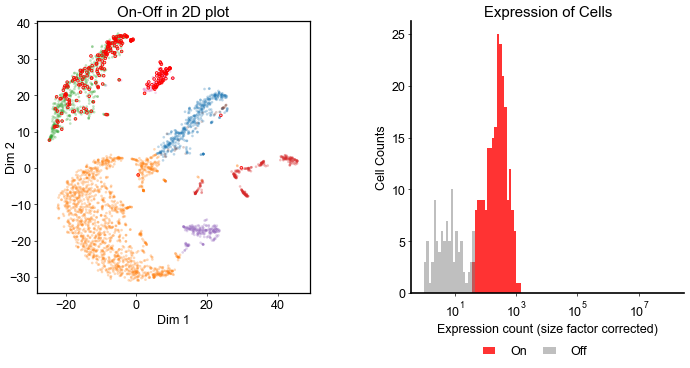 On-Off in 2D plot
Expression of Cells
40
30
20
10
0
−10
−20
−30
Dim 2
−20
0
20
40
Dim 1
25
20
15
10
5
0
Cell Counts
10^1
10^3
10^5
10^7
Expression count (size factor corrected)
On
Off